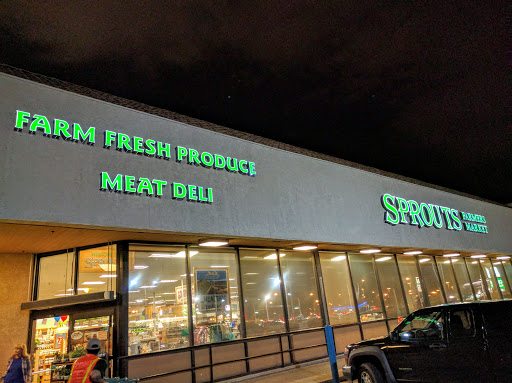 FARM FRESH PRODUCE
MEAT DELI
SPROUTS
FARMERS
MARKET